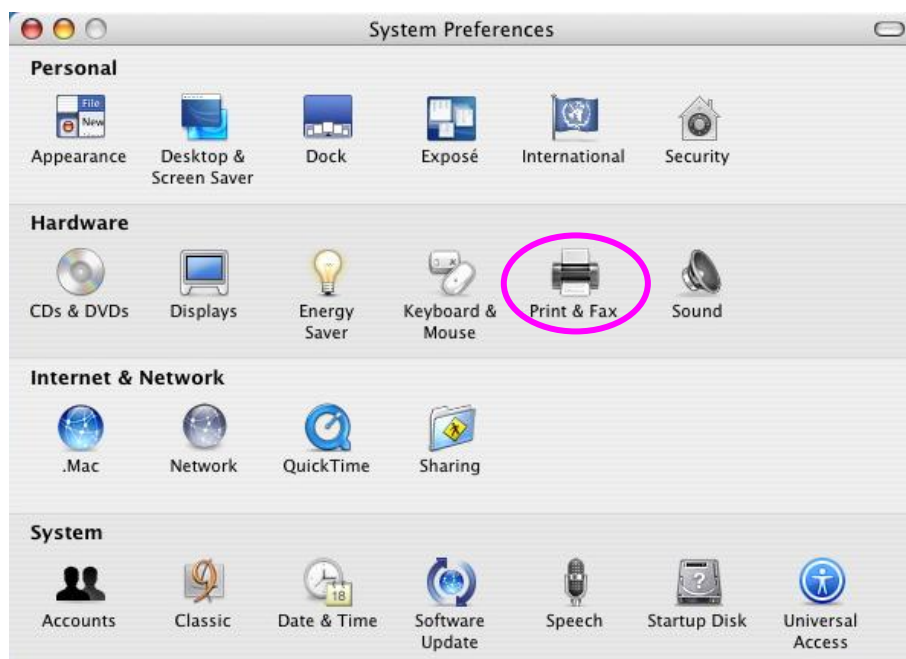 System Preferences
Personal
File
New
Appearance
Desktop &
Screen Saver
Dock
Exposé
International
Security
Hardware
CDs & DVDs
Displays
Energy
Saver
Keyboard &
Mouse
Print & Fax
Sound
Internet & Network
.Mac
Network
QuickTime
Sharing
System
9
18
?
Accounts
Classic
Date & Time
Software
Update
Speech
Startup Disk
Universal
Access